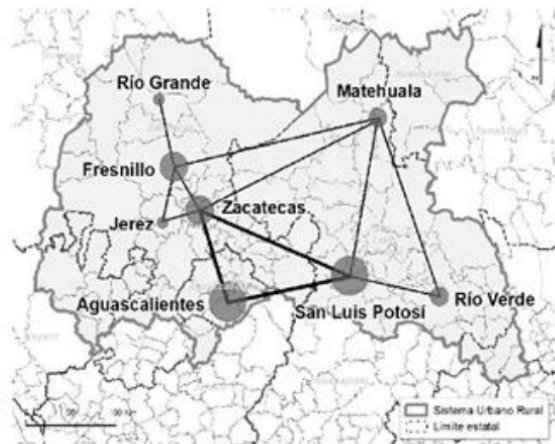 Río Grande
Matehuala
Fresnillo
Jerez
Zacatecas
Aguascalientes
San Luis Potosí
Río Verde
Sistema Urbano Rural
Límite estatal